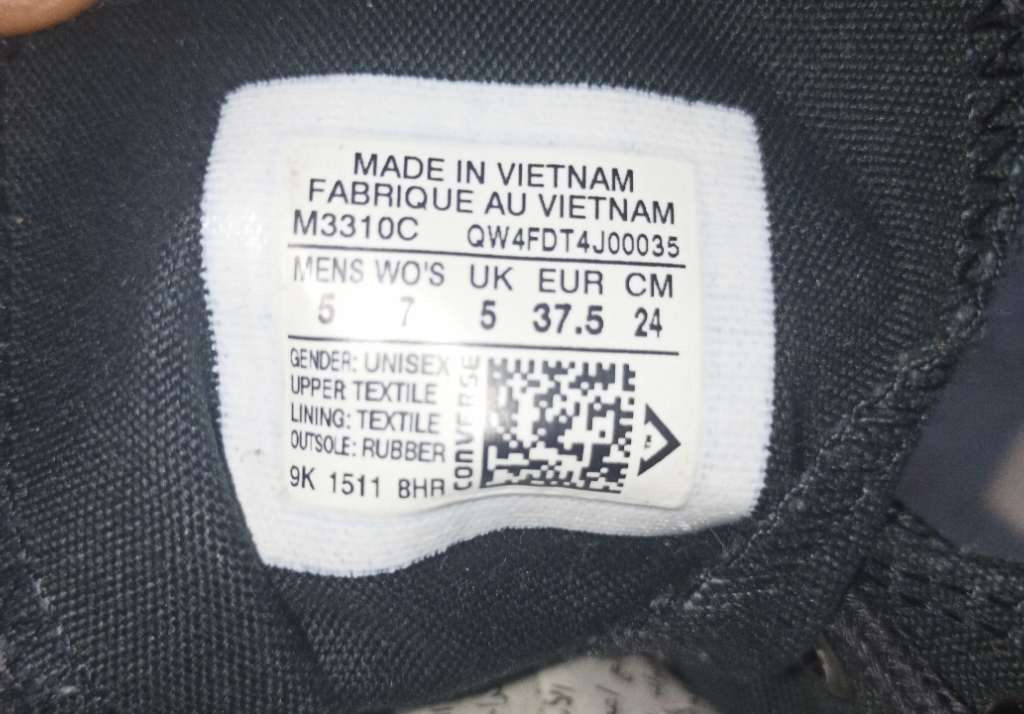 MADE IN VIETNAM
FABRIQUE AU VIETNAM
M3310C QW4FDT4J00035
MENS WO'S UK EUR CM
5 7 5 37.5 24
GENDER: UNISEX
UPPER TEXTILE
LINING: TEXTILE
OUTSOLE: RUBBER
9K 1511 BHR
CONVERSE